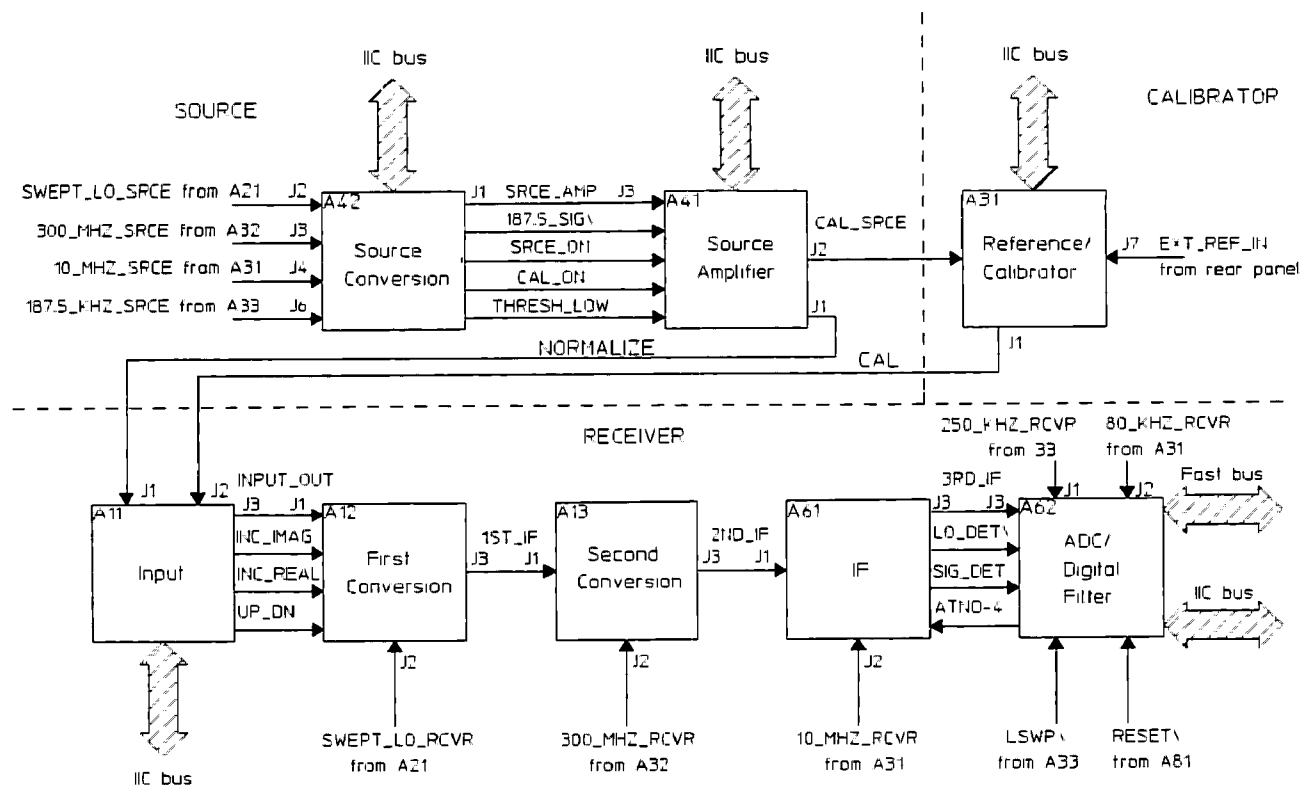 IIC bus
IIC bus
IIC bus
SOURCE
CALIBRATOR
SWEPT_LO_SRCE from A21 J2
300_MHZ_SRCE from A32 J3
10_MHZ_SRCE from A31 J4
187.5_KHZ_SRCE from A33 J6
A42
Source
Conversion
J1 SRCE_AMP J3
187.5_SIG\
SRCE_ON
CAL_ON
THRESH_LOW
A41
Source
Amplifier
CAL_SRCE
J2
J1
A31
Reference/
Calibrator
J7 EXT_REF_IN
from rear panel
J1
NORMALIZE
CAL
RECEIVER
J1
J2
A11
Input
INPUT_OUT
J3 J1
INC_IMAG
INC_REAL
UP_DN
A12
First
Conversion
J2
1ST_IF
J3 J1
A13
Second
Conversion
J2
2ND_IF
J3 J1
A61
IF
J2
3RD_IF
J3 J3
LO_DET\
SIG_DET
ATN0-4
250_KHZ_RCVR
from 33
80_KHZ_RCVR
from A31
J1
J2
A62
ADC/
Digital
Filter
Fast bus
IIC bus
IIC bus
SWEPT_LO_RCVR
from A21
300_MHZ_RCVR
from A32
10_MHZ_RCVR
from A31
LSWP\
from A33
RESET\
from A81